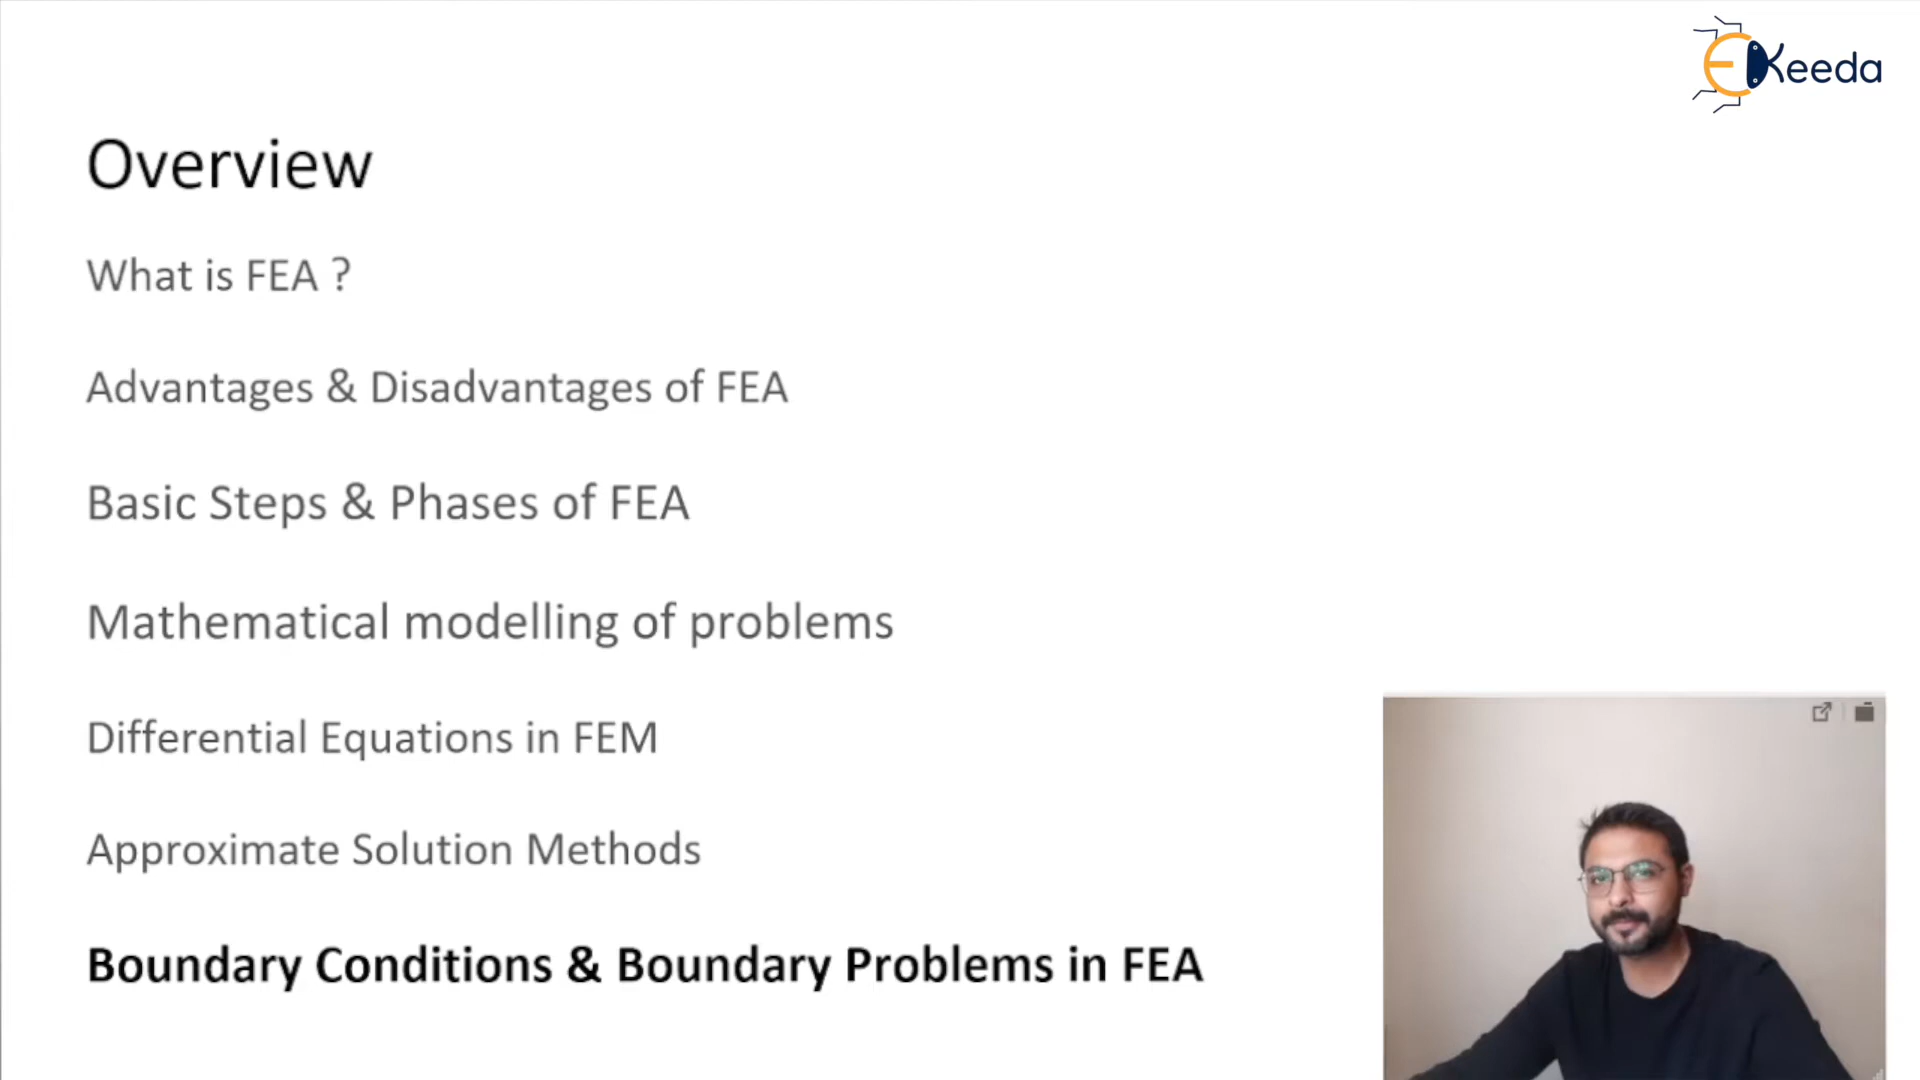 EKeeda
Overview
What is FEA ?
Advantages & Disadvantages of FEA
Basic Steps & Phases of FEA
Mathematical modelling of problems
Differential Equations in FEM
Approximate Solution Methods
Boundary Conditions & Boundary Problems in FEA